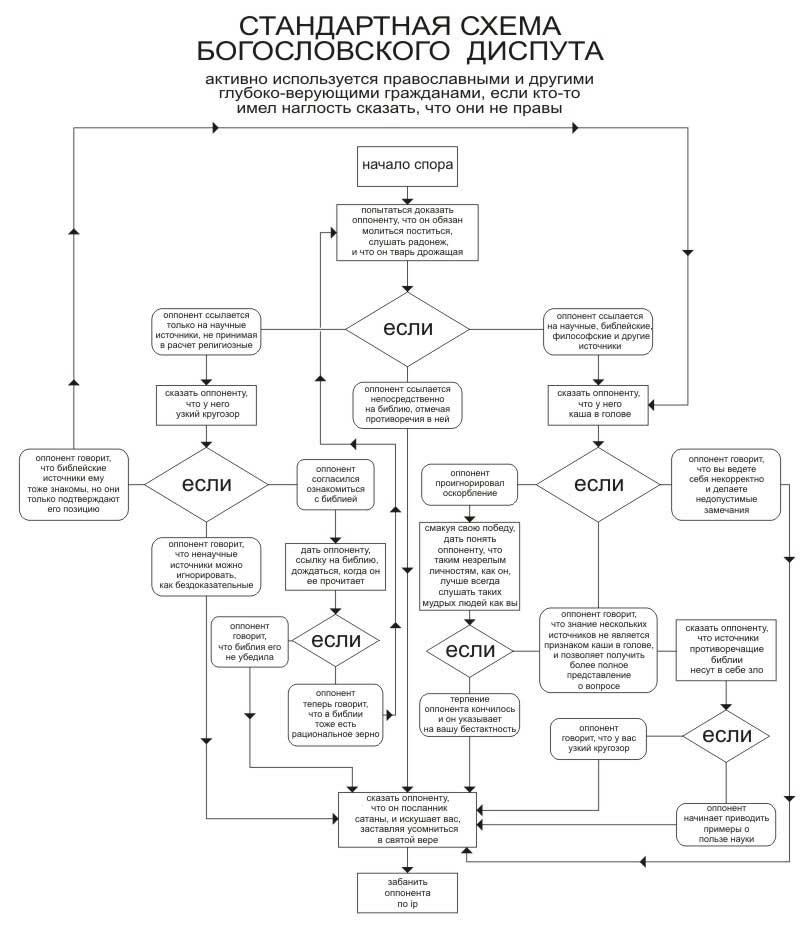 СТАНДАРТНАЯ СХЕМА
БОГОСЛОВСКОГО ДИСПУТА
активно используется православными и другими
глубоко-верующими гражданами, если кто-то
имел наглость сказать, что они не правы
начало спора
попытаться доказать
оппоненту, что он обязан
молиться поститься,
слушать радонеж,
и что он тварь дрожащая
если
оппонент ссылается
только на научные
источники, не принимая
в расчет религиозные
оппонент ссылается
на научные, библейские,
философские и другие
источники
оппонент ссылается
непосредственно
на библию, отмечая
противоречия в ней
сказать оппоненту,
что у него
узкий кругозор
сказать оппоненту,
что у него
каша в голове
оппонент говорит,
что библейские
источники ему
тоже знакомы, но они
только подтверждают
его позицию
если
оппонент
согласился
ознакомиться
с библией
оппонент
проигнорировал
оскорбление
если
оппонент говорит,
что вы ведете
себя некорректно
и делаете
недопустимые
замечания
оппонент говорит,
что ненаучные
источники можно
игнорировать,
как бездоказательные
дать оппоненту,
ссылку на библию,
дождаться, когда он
ее прочитает
смакуя свою победу,
дать понять
оппоненту, что
таким незрелым
личностям, как он,
лучше всегда
слушать таких
мудрых людей как вы
оппонент
говорит,
что библия его
не убедила
если
если
оппонент говорит,
что знание нескольких
источников не является
признаком каши в голове,
и позволяет получить
более полное
представление
о вопросе
сказать оппоненту,
что источники
противоречащие
библии
несут в себе зло
оппонент
теперь говорит,
что в библии
тоже есть
рациональное зерно
терпение
оппонента кончилось
и он указывает
на вашу бестактность
оппонент
говорит, что у вас
узкий кругозор
если
сказать оппоненту,
что он посланник
сатаны, и искушает вас,
заставляя усомниться
в святой вере
оппонент
начинает приводить
примеры о
пользе науки
забанить
оппонента
по ip